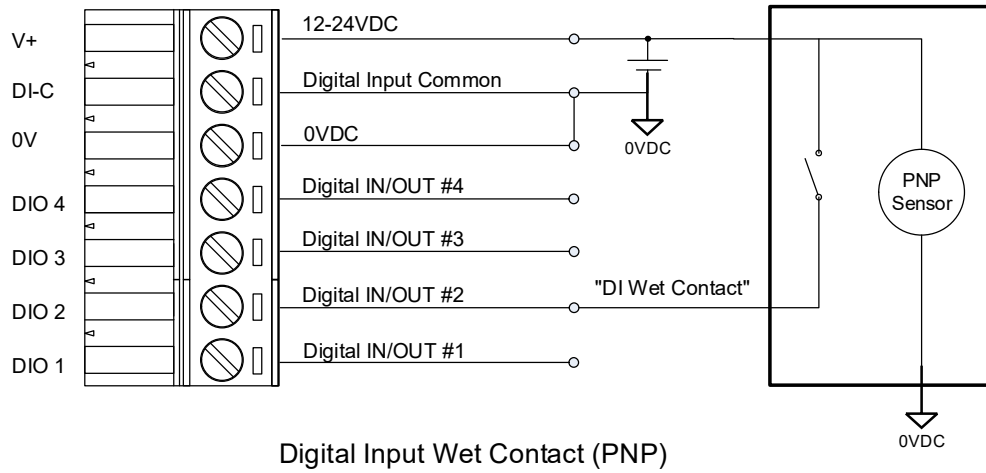 V+
12-24VDC
DI-C
Digital Input Common
0V
0VDC
0VDC
DIO 4
Digital IN/OUT #4
PNP
Sensor
DIO 3
Digital IN/OUT #3
DIO 2
Digital IN/OUT #2
"DI Wet Contact"
DIO 1
Digital IN/OUT #1
0VDC
Digital Input Wet Contact (PNP)